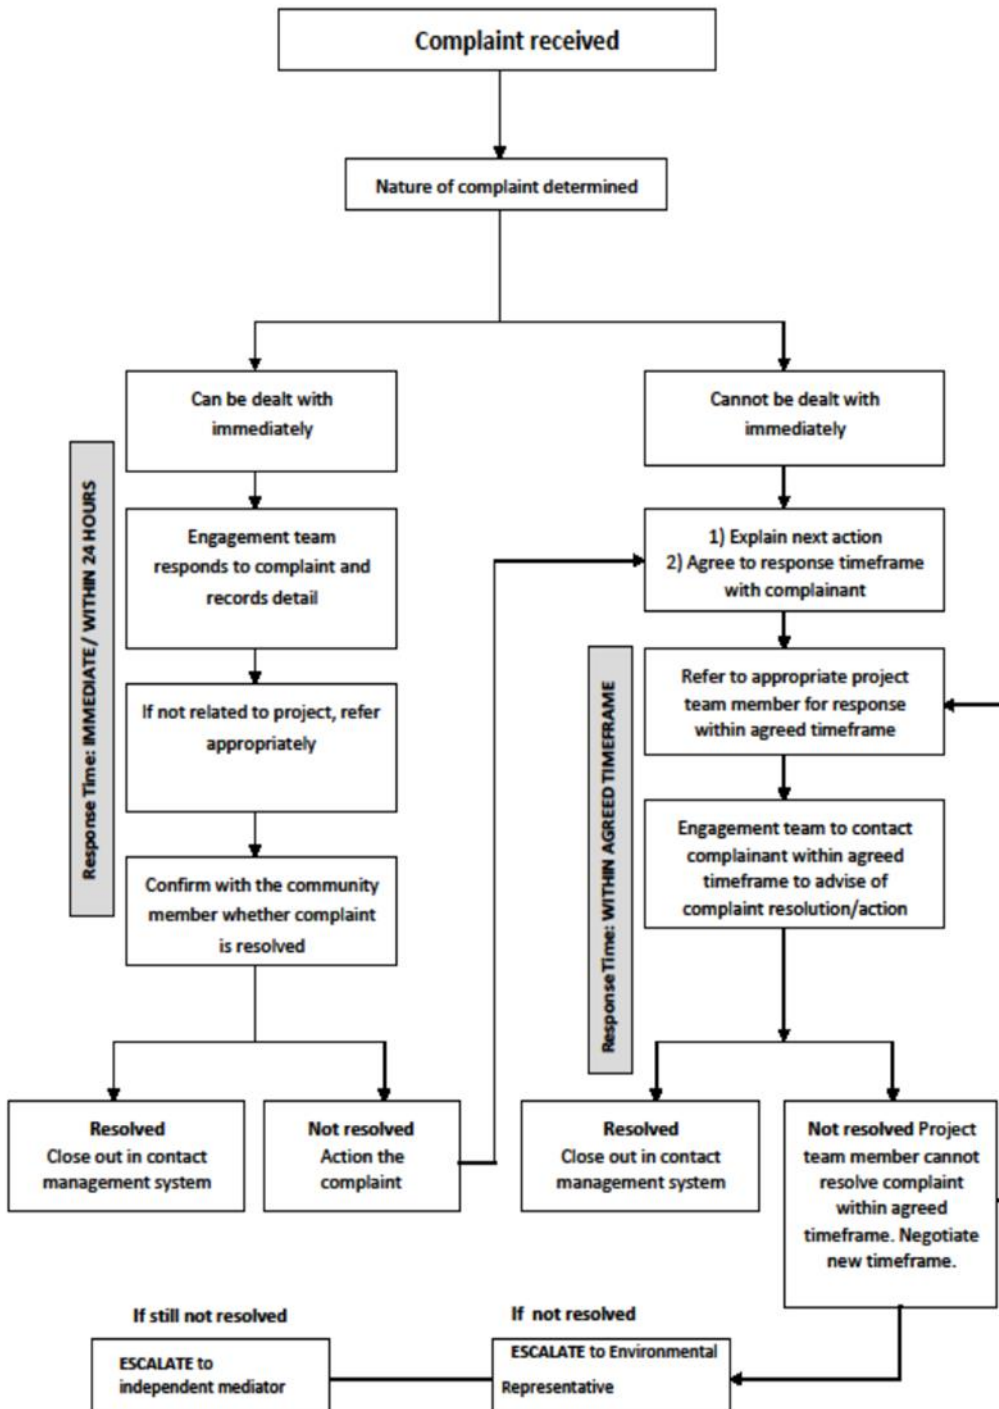 Complaint received
Nature of complaint determined
Can be dealt with
immediately
Response Time: IMMEDIATE / WITHIN 24 HOURS
Engagement team
responds to complaint and
records detail
If not related to project, refer
appropriately
Confirm with the community
member whether complaint
is resolved
Resolved
Close out in contact
management system
Not resolved
Action the
complaint
Cannot be dealt with
immediately
1) Explain next action
2) Agree to response timeframe
with complainant
Response Time: WITHIN AGREED TIMEFRAME
Refer to appropriate project
team member for response
within agreed timeframe
Engagement team to contact
complainant within agreed
timeframe to advise of
complaint resolution/action
Resolved
Close out in contact
management system
Not resolved Project
team member cannot
resolve complaint
within agreed
timeframe. Negotiate
new timeframe.
If not resolved
ESCALATE to Environmental
Representative
If still not resolved
ESCALATE to
independent mediator